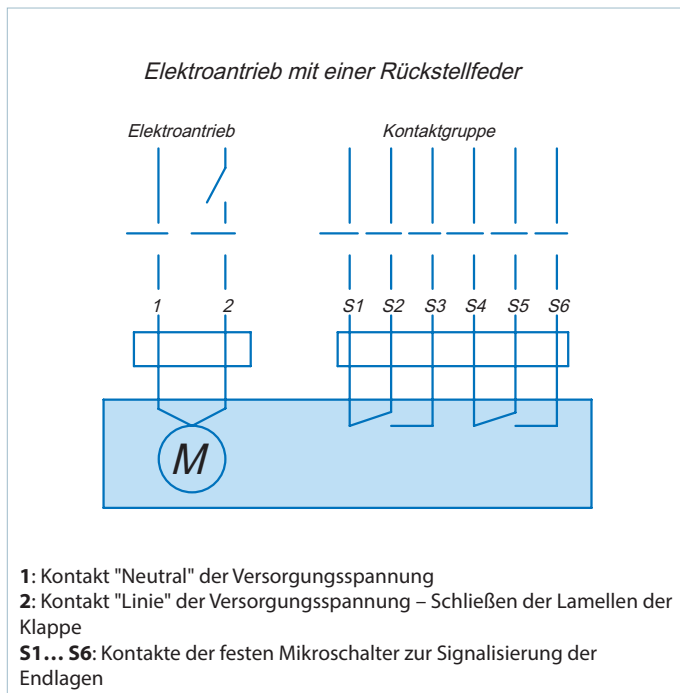 Elektroantrieb mit einer Rückstellfeder
Elektroantrieb Kontaktgruppe
1 2 S1 S2 S3 S4 S5 S6
M
1: Kontakt "Neutral" der Versorgungsspannung
2: Kontakt "Linie" der Versorgungsspannung – Schließen der Lamellen der
Klappe
S1... S6: Kontakte der festen Mikroschalter zur Signalisierung der
Endlagen